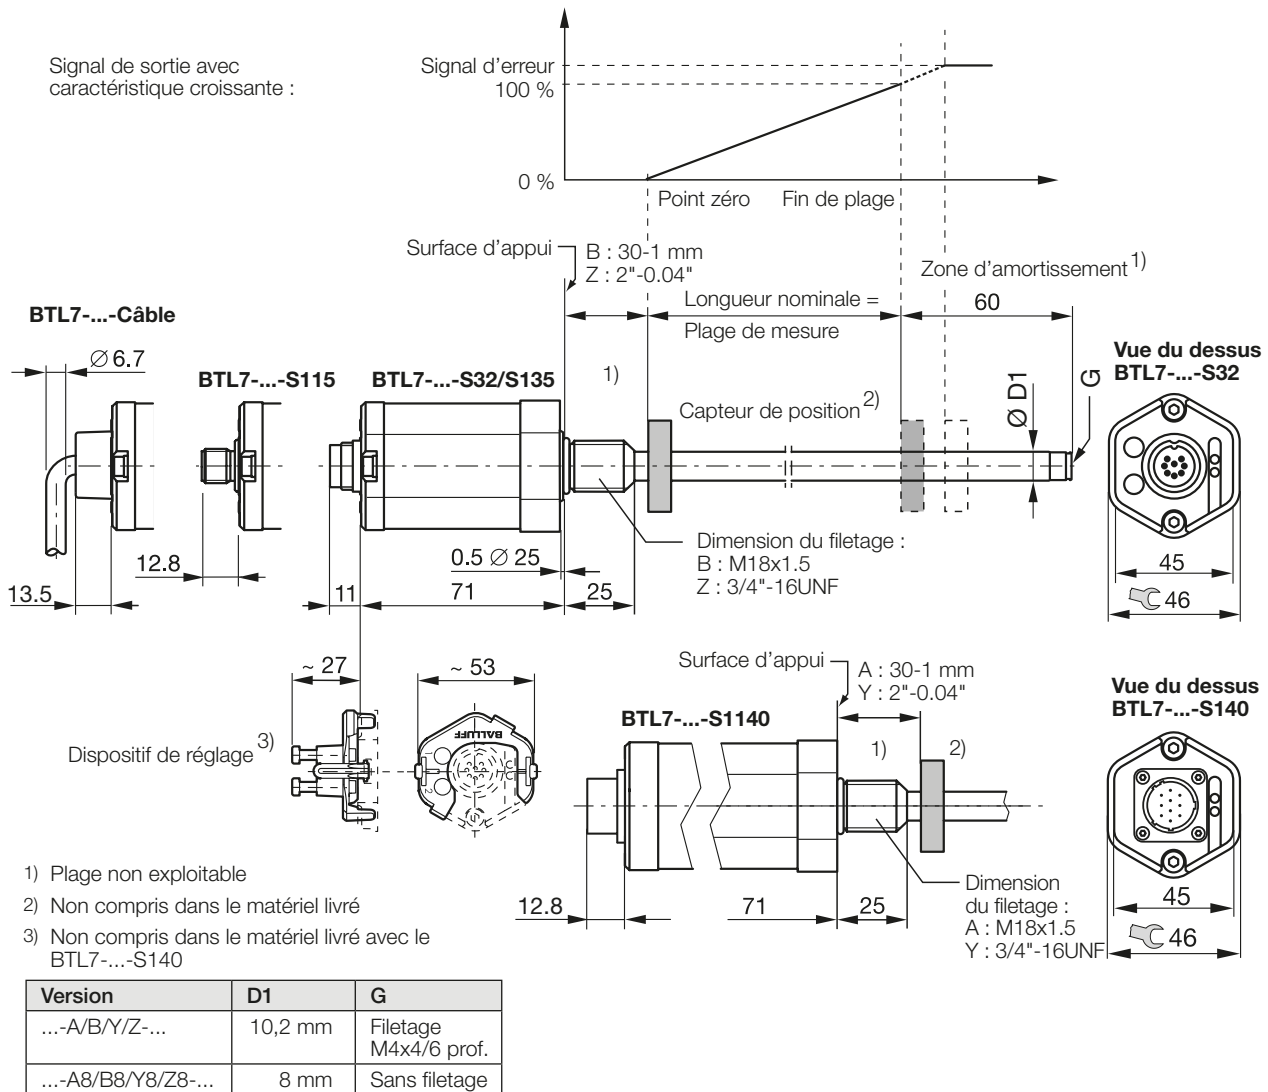 Signal de sortie avec
caractéristique croissante :
Signal d'erreur
100 %
0 %
Point zéro
Fin de plage
Surface d'appui
B : 30-1 mm
Z : 2"-0.04"
Zone d'amortissement 1)
Longueur nominale =
Plage de mesure
60
BTL7-...-Câble
Ø 6.7
BTL7-...-S115
BTL7-...-S32/S135
1)
Capteur de position 2)
Ø D1
G
Vue du dessus
BTL7-...-S32
Dimension du filetage :
B : M18x1.5
Z : 3/4"-16UNF
0.5 Ø 25
12.8
13.5
11
71
25
45
46
~ 27
~ 53
Surface d'appui
A : 30-1 mm
Y : 2"-0.04"
Vue du dessus
BTL7-...-S140
BTL7-...-S1140
Dispositif de réglage 3)
BALLUFF
1)
2)
12.8
71
25
Dimension
du filetage :
A : M18x1.5
Y : 3/4"-16UNF
45
46
1) Plage non exploitable
2) Non compris dans le matériel livré
3) Non compris dans le matériel livré avec le
BTL7-...-S140
Version D1 G
...-A/B/Y/Z-... 10,2 mm Filetage
M4x4/6 prof.
...-A8/B8/Y8/Z8-... 8 mm Sans filetage